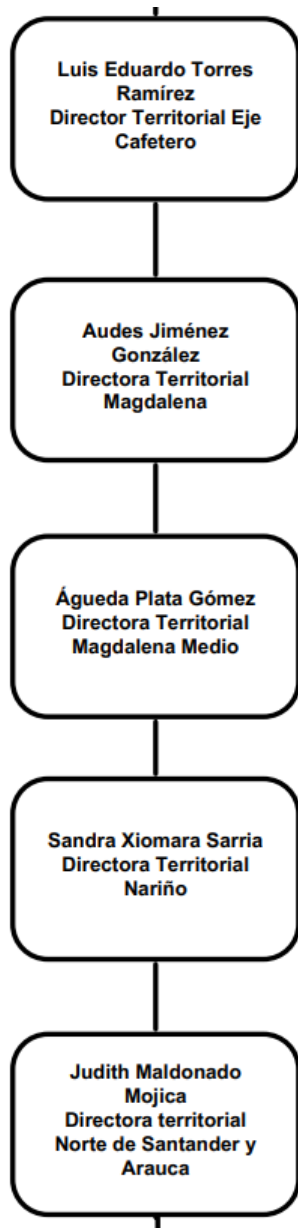 Luis Eduardo Torres
Ramírez
Director Territorial Eje
Cafetero
Audes Jiménez
González
Directora Territorial
Magdalena
Águeda Plata Gómez
Directora Territorial
Magdalena Medio
Sandra Xiomara Sarria
Directora Territorial
Nariño
Judith Maldonado
Mojica
Directora territorial
Norte de Santander y
Arauca